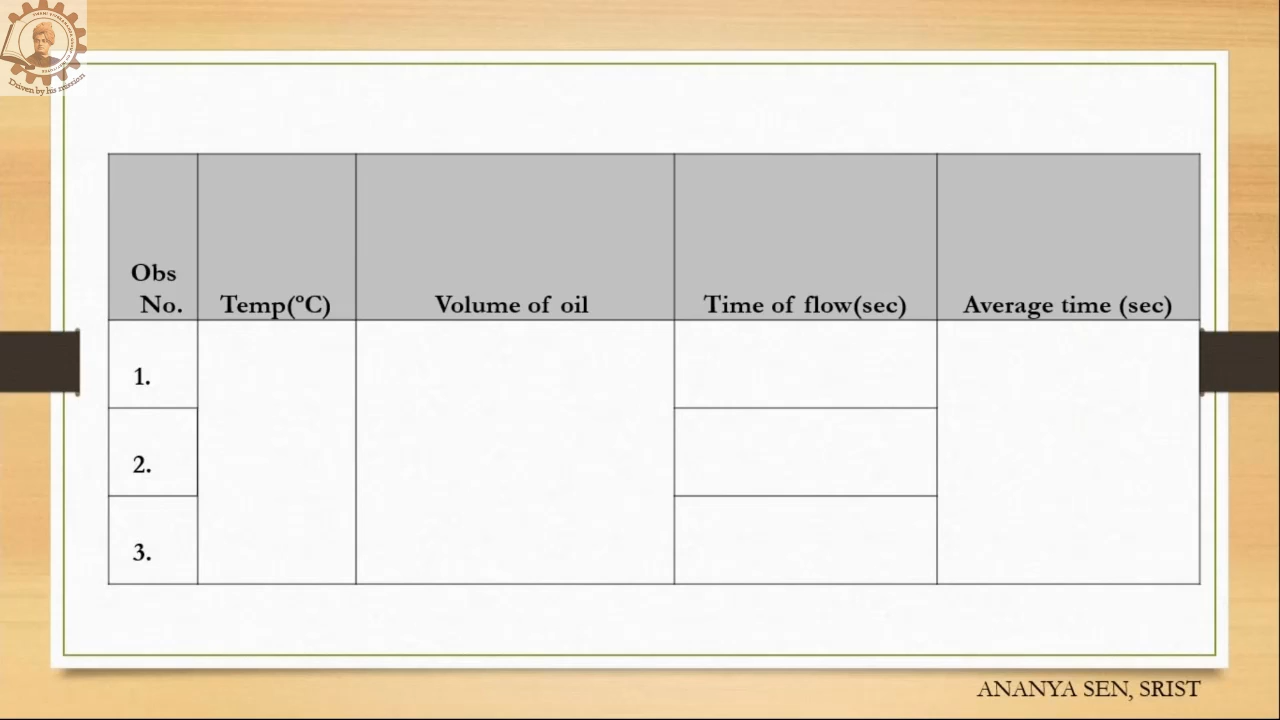 Driven by his mission
Obs
No.
Temp(°C)
Volume of oil
Time of flow(sec)
Average time (sec)
1.
2.
3.
ANANYA SEN, SRIST